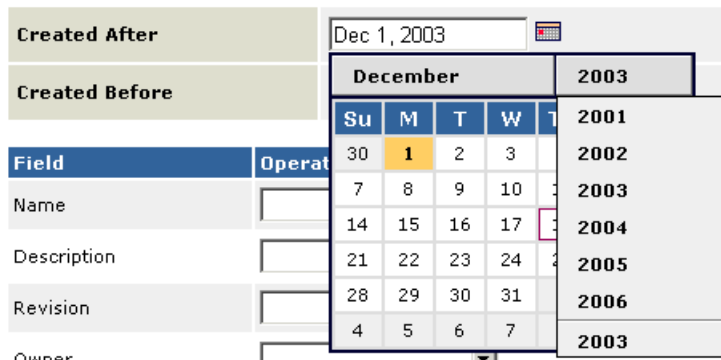 Created After
Dec 1, 2003
December 2003
Created Before
2001
Su M T W T
2002
30 1 2 3
Field Operat
7 8 9 10 2003
Name
14 15 16 17 2004
Description
21 22 23 24 2005
28 29 30 31 2006
Revision
4 5 6 7 2003
Owner